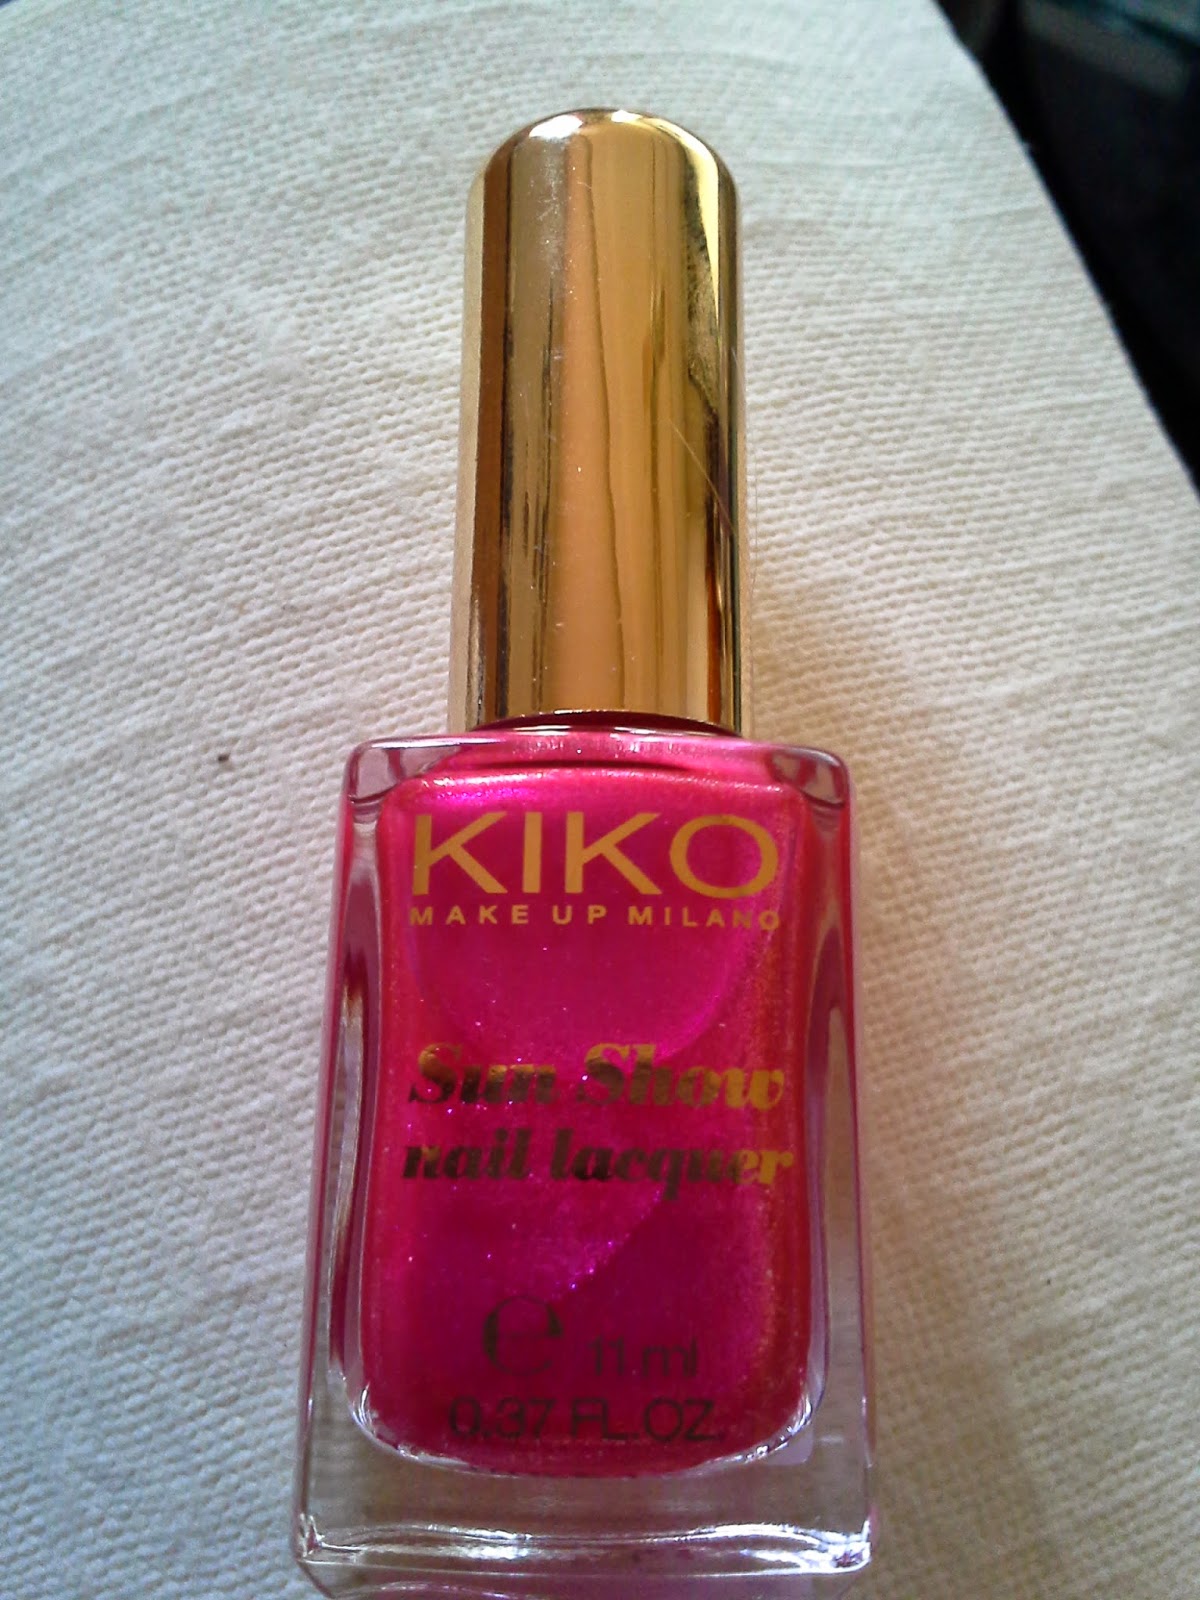 KIKO
MAKE UP MILANO
Sun Show
nail lacquer
e 11 ml
0.37 FL.OZ.